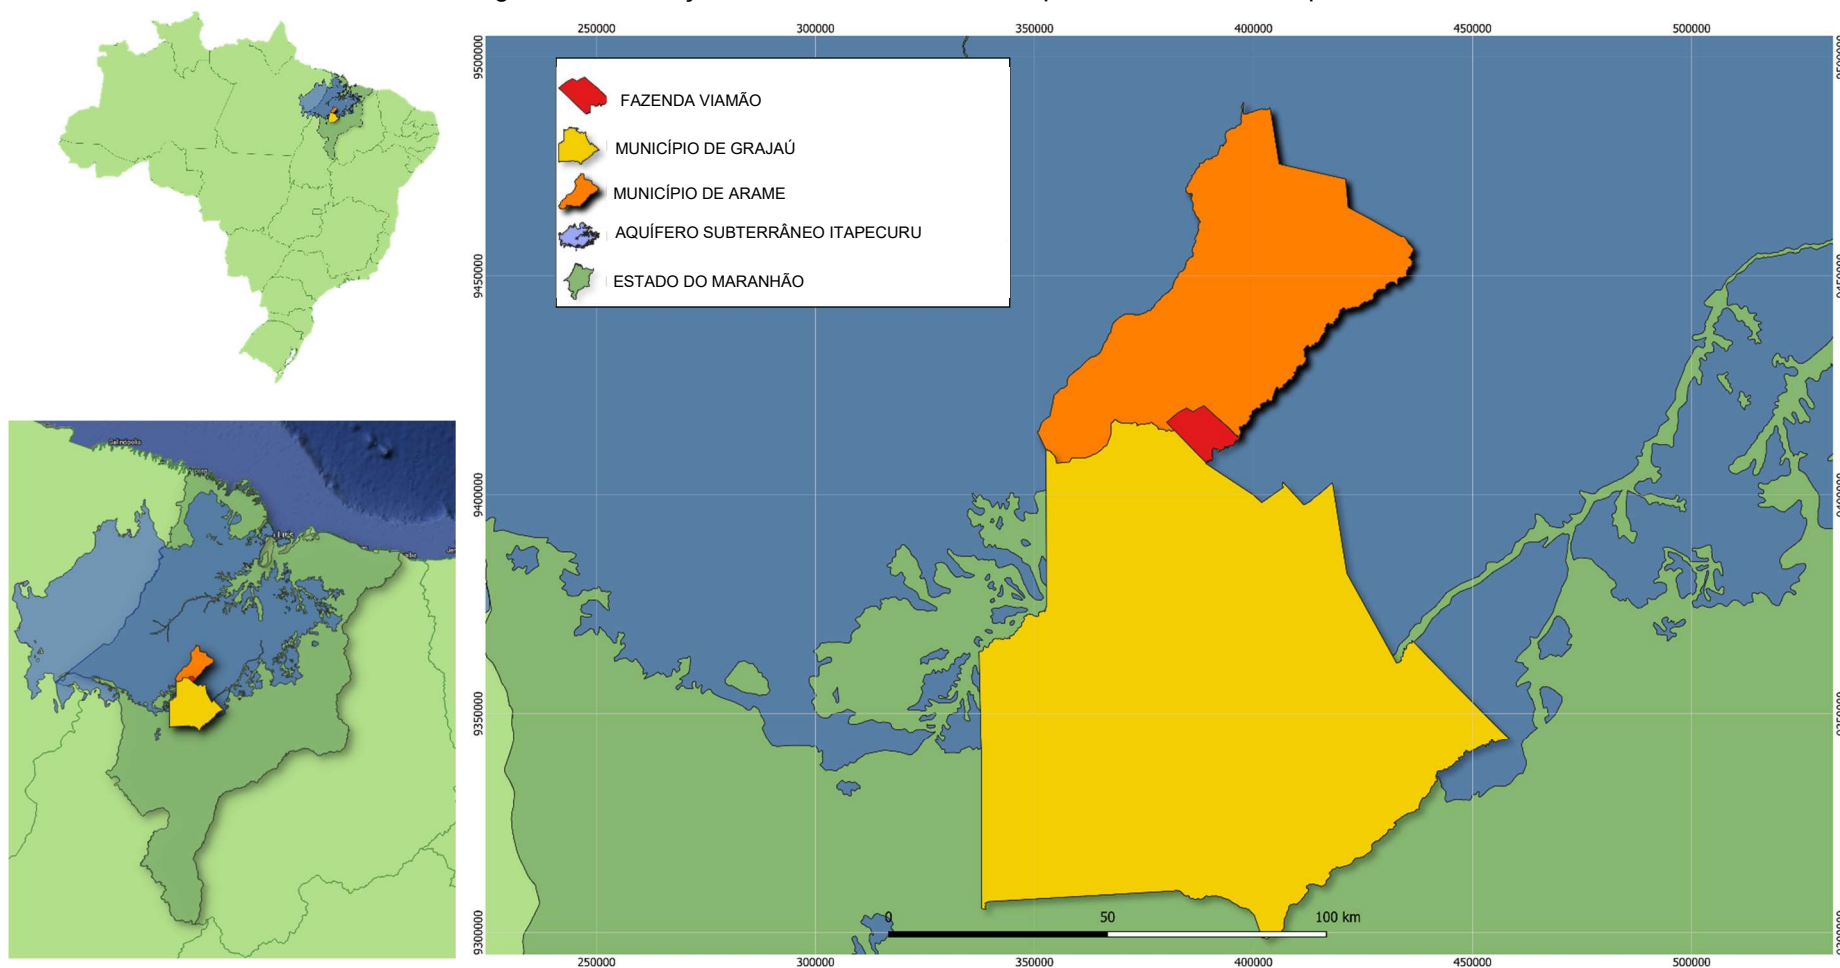 250000 300000 350000 400000 450000 500000
9500000
FAZENDA VIAMÃO
MUNICÍPIO DE GRAJAÚ
MUNICÍPIO DE ARAME
AQUÍFERO SUBTERRÂNEO ITAPECURU
ESTADO DO MARANHÃO
9450000
9400000
9350000
9300000
Salinópolis
0 50 100 km
250000 300000 350000 400000 450000 500000